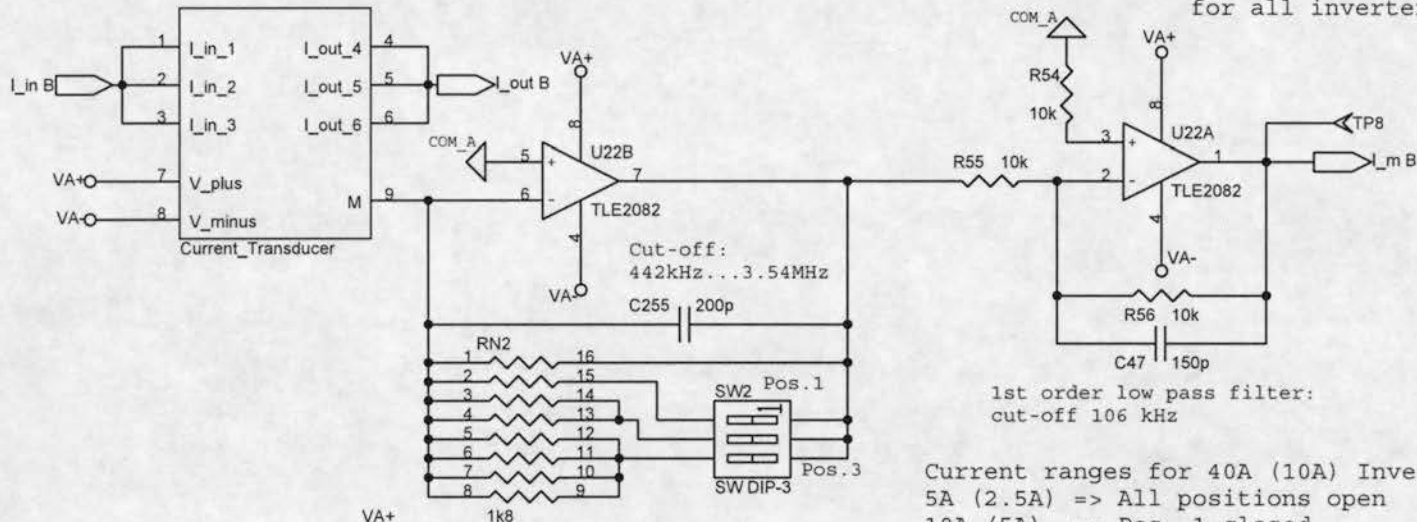 for all inverter
COM_A
VA+
R54
10k
8
3
+
U22A
1
TP8
I_m B
R55 10k
2
-
TLE2082
4
VA-
R56 10k
C47 150p
1st order low pass filter:
cut-off 106 kHz
I_in B
1 I_in_1 I_out_4 4
2 I_in_2 I_out_5 5
3 I_in_3 I_out_6 6
I_out B
VA+ 7 V_plus
VA- 8 V_minus
M 9
Current_Transducer
VA+
8
COM_A
5
+
U22B
7
6
-
TLE2082
4
VA-
Cut-off:
442kHz...3.54MHz
C255 200p
RN2
1 16
2 15
3 14
4 13
5 12
6 11
7 10
8 9
1k8
VA+
SW2 Pos.1
1
Pos.3
SW DIP-3
Current ranges for 40A (10A) Inve
5A (2.5A) => All positions open